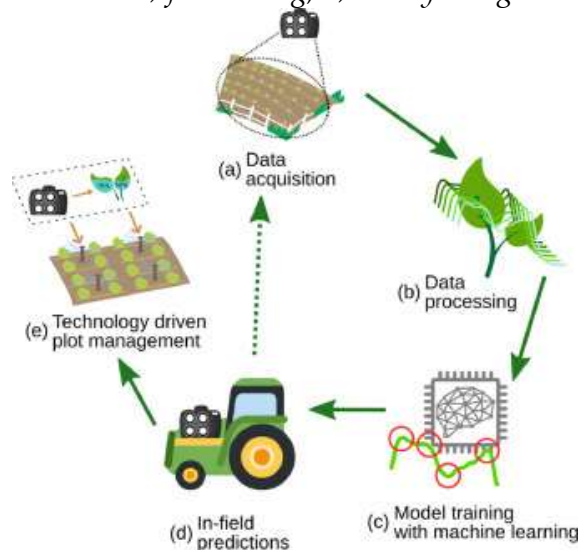 (a) Data
acquisition
(b) Data
processing
(e) Technology driven
plot management
(d) In-field
predictions
(c) Model training
with machine learning